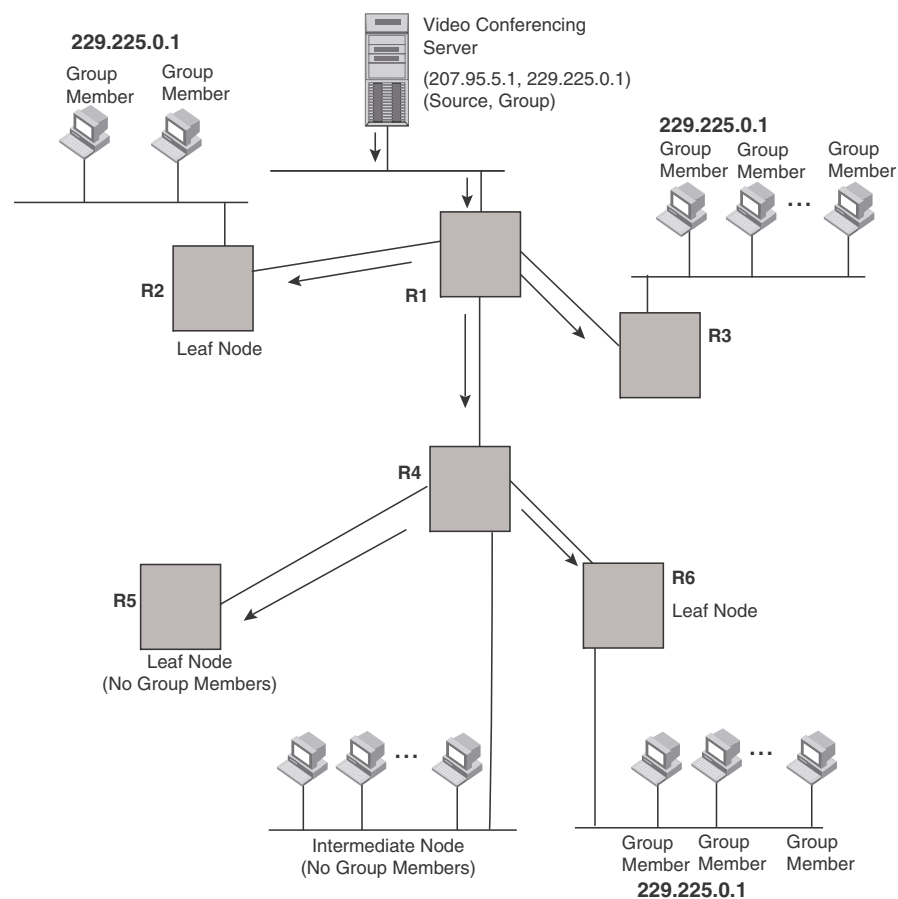 229.225.0.1
Group
Member
Group
Member
Video Conferencing
Server
(207.95.5.1, 229.225.0.1)
(Source, Group)
229.225.0.1
Group
Member
Group
Member
Group
Member
...
R2
Leaf Node
R1
R3
R4
R5
Leaf Node
(No Group Members)
R6
Leaf Node
...
Intermediate Node
(No Group Members)
...
Group
Member
Group
Member
Group
Member
229.225.0.1